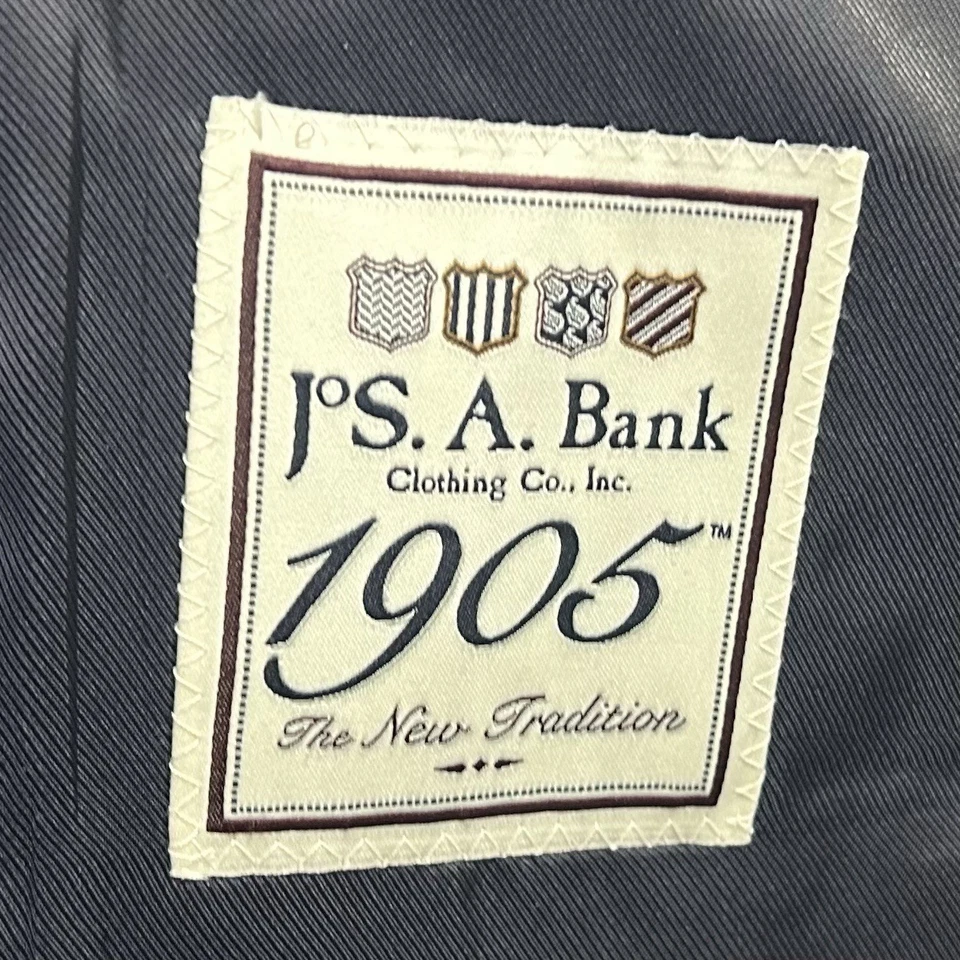 JoS. A. Bank
Clothing Co., Inc.
1905™
The New Tradition